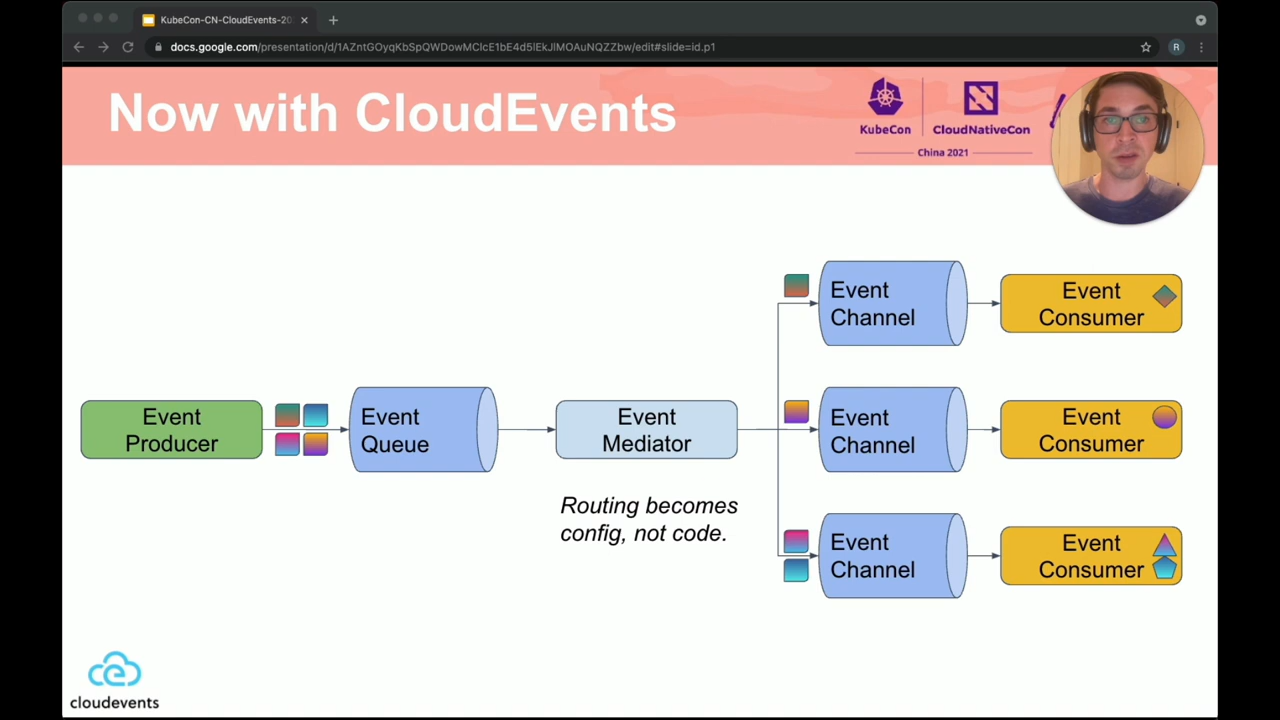 KubeCon-CN-CloudEvents-20
docs.google.com/presentation/d/1AZntGOyqKbSpQWDowMClcE1bE4d5lEkJlMOAuNQZZbw/edit#slide=id.p1
R
Now with CloudEvents
KubeCon
CloudNativeCon
China 2021
Event
Channel
Event
Consumer
Event
Producer
Event
Queue
Event
Mediator
Event
Channel
Event
Consumer
Routing becomes
config, not code.
Event
Channel
Event
Consumer
cloudevents